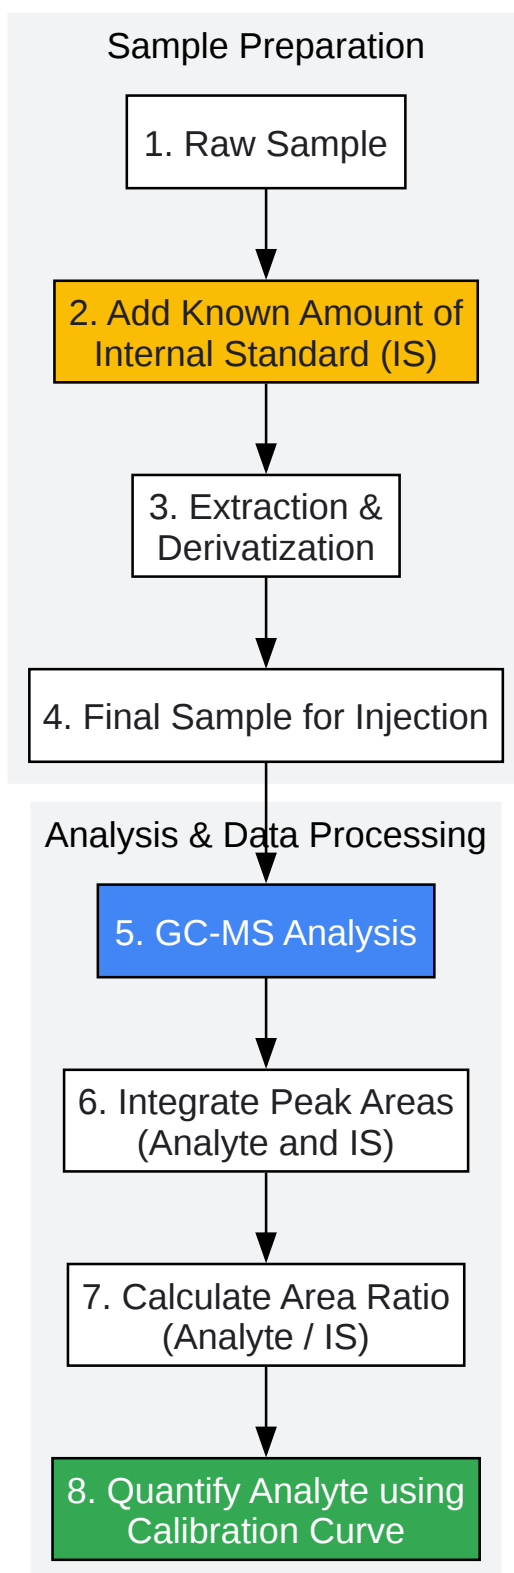 Sample Preparation
1. Raw Sample
2. Add Known Amount of
Internal Standard (IS)
3. Extraction &
Derivatization
4. Final Sample for Injection
Analysis & Data Processing
5. GC-MS Analysis
6. Integrate Peak Areas
(Analyte and IS)
7. Calculate Area Ratio
(Analyte / IS)
8. Quantify Analyte using
Calibration Curve